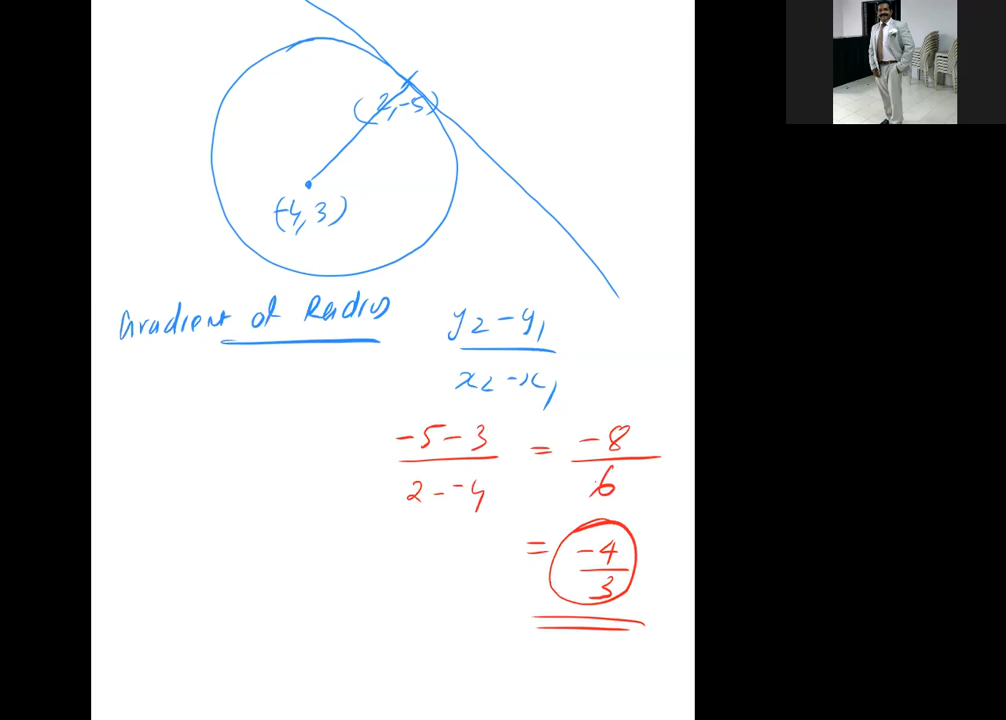 (2,-5)
(-4,3)
Gradient of Radius
y2 - y1
x2 - x1
-5-3 = -8
2--4 6
= -4
3